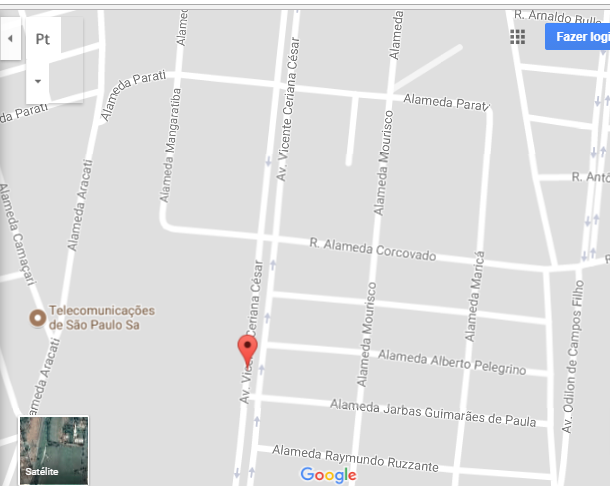 R. Arnaldo Bullo
Pt
Fazer logi
Alameda
Alameda
Av. Vicente Ceriana César
Alameda Parati
Alameda Parati
da Parati
Alameda Mangaratiba
Alameda Mourisco
R. Antô
Alameda Aracati
Alameda Camaçari
R. Alameda Corcovado
Alameda Maricá
Av. Vicente Ceriana César
Alameda Mourisco
Av. Odilon de Campos Filho
R
Telecomunicações
de São Paulo Sa
Alameda Alberto Pelegrino
Alameda Aracati
Alameda Jarbas Guimarães de Paula
Alameda Raymundo Ruzzante
Satélite
Google